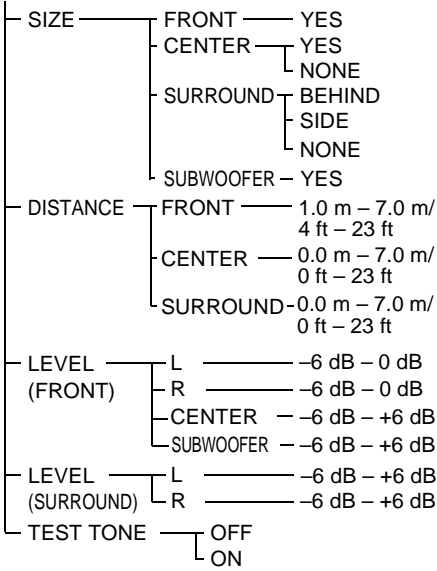 SIZE FRONT YES
CENTER YES
NONE
SURROUND BEHIND
SIDE
NONE
SUBWOOFER YES
DISTANCE FRONT 1.0 m – 7.0 m/
4 ft – 23 ft
CENTER 0.0 m – 7.0 m/
0 ft – 23 ft
SURROUND 0.0 m – 7.0 m/
0 ft – 23 ft
LEVEL L –6 dB – 0 dB
(FRONT) R –6 dB – 0 dB
CENTER –6 dB – +6 dB
SUBWOOFER –6 dB – +6 dB
LEVEL L –6 dB – +6 dB
(SURROUND) R –6 dB – +6 dB
TEST TONE OFF
ON